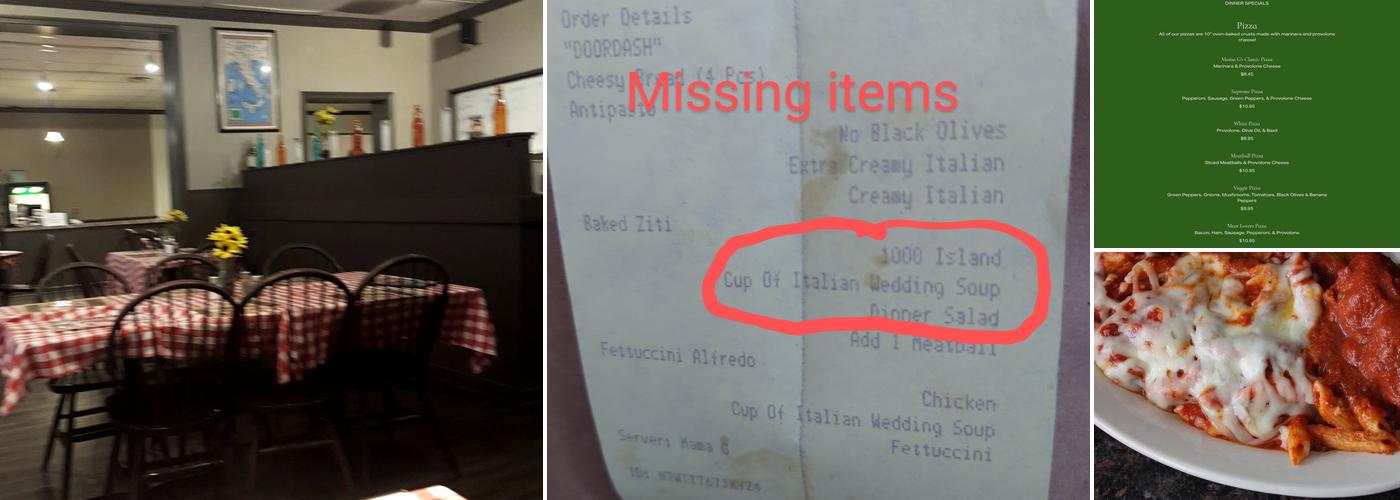 Order Details
"DOORDASH"
Cheesy Bread (4 Pcs)
Missing items
Antipasto
No Black Olives
Extra Creamy Italian
Creamy Italian
Baked Ziti
1000 Island
Cup Of Italian Wedding Soup
Dinner Salad
Add 1 Meatball
Fettuccini Alfredo
Chicken
Cup Of Italian Wedding Soup
Fettuccini
Server: Mama G
DINNER SPECIALS
Pizza
All of our pizzas are 10" oven-baked crusts made with marinara and provolone
cheese!
Mama G's Classic Pizza
Marinara & Provolone Cheese
$8.45
Supreme Pizza
Pepperoni, Sausage, Green Peppers, & Provolone Cheese
$10.95
White Pizza
Provolone, Olive Oil, & Basil
$8.95
Meatball Pizza
Sliced Meatballs & Provolone Cheese
$10.95
Veggie Pizza
Green Peppers, Onions, Mushrooms, Tomatoes, Black Olives & Banana
Peppers
$9.95
Meat Lovers Pizza
Bacon, Ham, Sausage, Pepperoni, & Provolone
$10.95